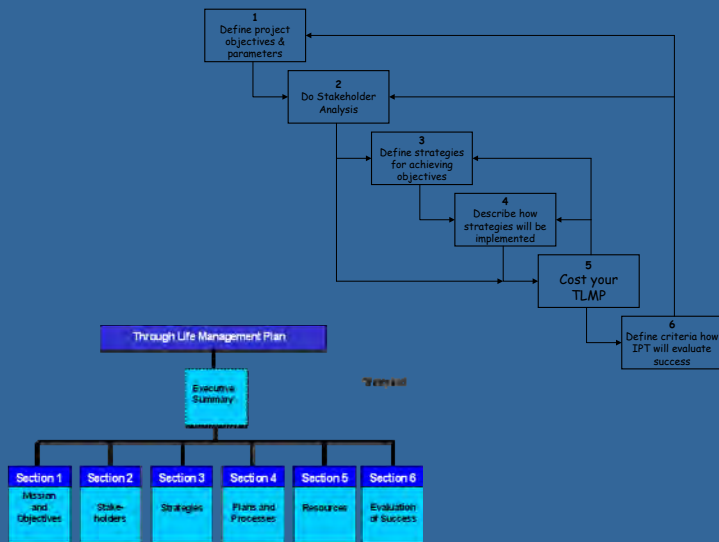 1
Define project
objectives &
parameters
2
Do Stakeholder
Analysis
3
Define strategies
for achieving
objectives
4
Describe how
strategies will be
implemented
5
Cost your
TLMP
6
Define criteria how
IPT will evaluate
success
Through Life Management Plan
Executive
Summary
Section 1
Mission
and
Objectives
Section 2
Stake-
holders
Section 3
Strategies
Section 4
Plans and
Processes
Section 5
Resources
Section 6
Evaluation
of Success